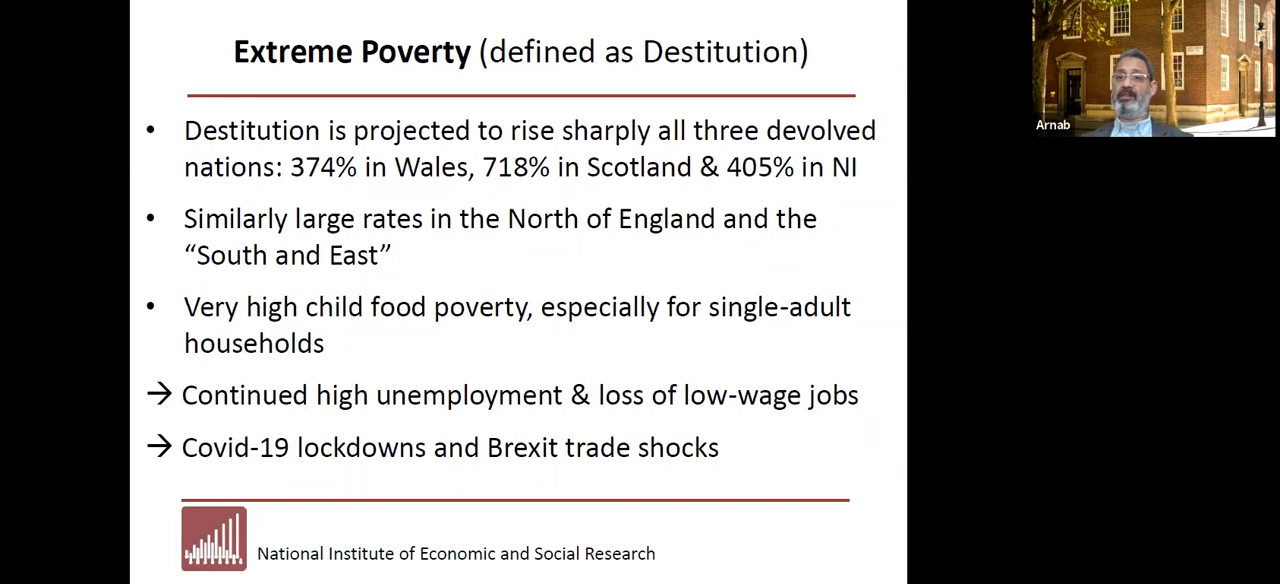 Extreme Poverty (defined as Destitution)
• Destitution is projected to rise sharply all three devolved
nations: 374% in Wales, 718% in Scotland & 405% in NI
• Similarly large rates in the North of England and the
“South and East”
• Very high child food poverty, especially for single-adult
households
→ Continued high unemployment & loss of low-wage jobs
→ Covid-19 lockdowns and Brexit trade shocks
National Institute of Economic and Social Research
Arnab